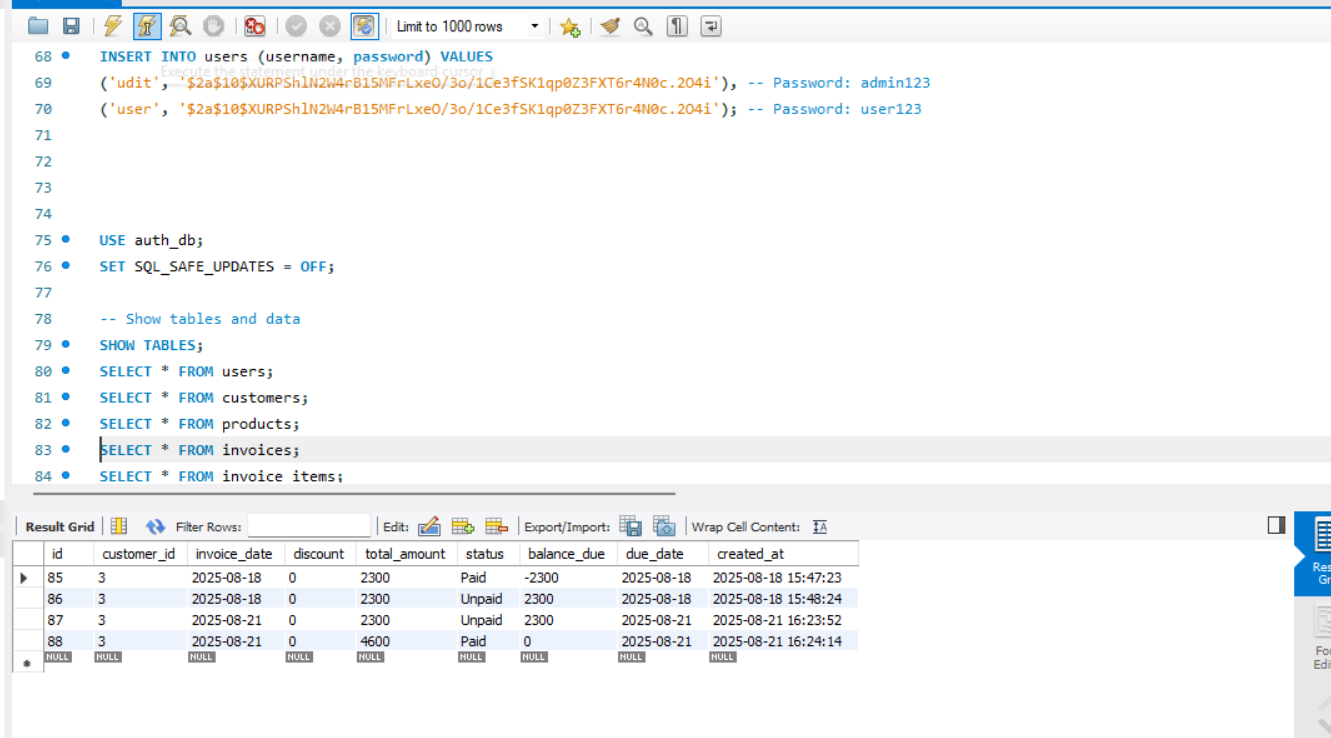 Limit to 1000 rows
68 INSERT INTO users (username, password) VALUES
Execute the statement under the keyboard cursor
69 ('udit', '$2a$10$XURPShlN2W4rB15MFrLxeO/3o/1Ce3fSK1qp0Z3FXT6r4N0c.2O4i'), -- Password: admin123
70 ('user', '$2a$10$XURPShlN2W4rB15MFrLxeO/3o/1Ce3fSK1qp0Z3FXT6r4N0c.2O4i'); -- Password: user123
71
72
73
74
75 USE auth_db;
76 SET SQL_SAFE_UPDATES = OFF;
77
78 -- Show tables and data
79 SHOW TABLES;
80 SELECT * FROM users;
81 SELECT * FROM customers;
82 SELECT * FROM products;
83 SELECT * FROM invoices;
84 SELECT * FROM invoice items;
Result Grid Filter Rows: Edit: Export/Import: Wrap Cell Content: IA
id customer_id invoice_date discount total_amount status balance_due due_date created_at
85 3 2025-08-18 0 2300 Paid -2300 2025-08-18 2025-08-18 15:47:23
86 3 2025-08-18 0 2300 Unpaid 2300 2025-08-18 2025-08-18 15:48:24
87 3 2025-08-21 0 2300 Unpaid 2300 2025-08-21 2025-08-21 16:23:52
88 3 2025-08-21 0 4600 Paid 0 2025-08-21 2025-08-21 16:24:14
NULL NULL NULL NULL NULL NULL NULL NULL NULL